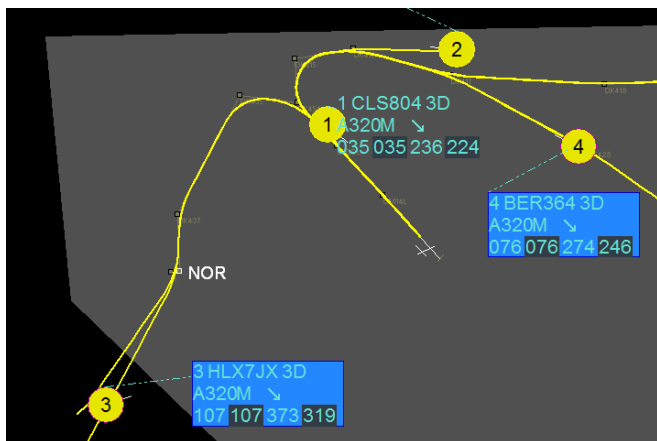 2
1 CLS804 3D
A320M ↘
035 035 236 224
1
4
4 BER364 3D
A320M ↘
076 076 274 246
NOR
3 HLX7JX 3D
A320M ↘
107 107 373 319
3